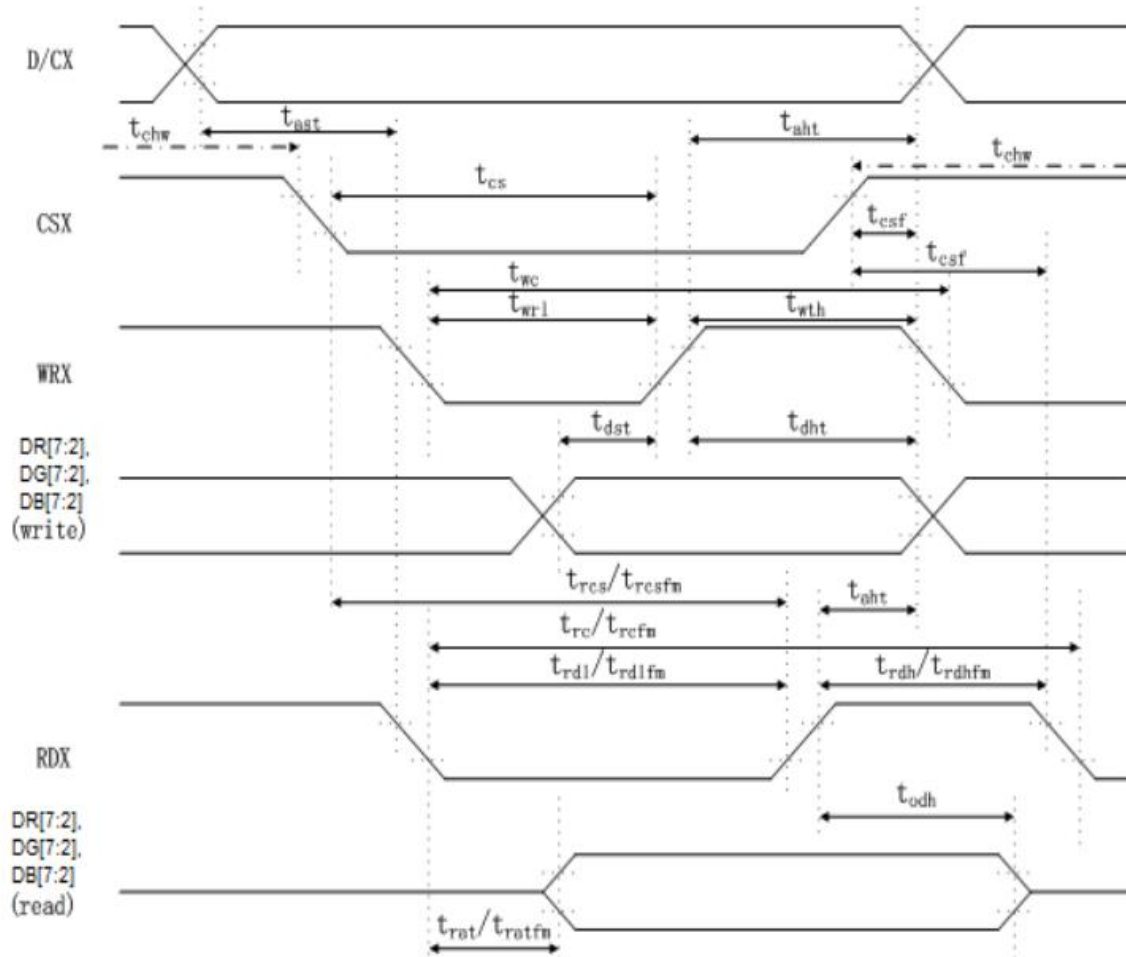 D/CX
t_ast
t_aht
t_chw
t_chw
t_cs
CSX
t_csf
t_csf
t_wc
t_wrl
t_wth
WRX
t_dst
t_dht
DR[7:2],
DG[7:2],
DB[7:2]
(write)
t_rcs/t_rcsfm
t_aht
t_rc/t_rcfm
t_rdl/t_rdlfm
t_rdh/t_rdhfm
RDX
t_odh
DR[7:2],
DG[7:2],
DB[7:2]
(read)
t_rat/t_ratfm